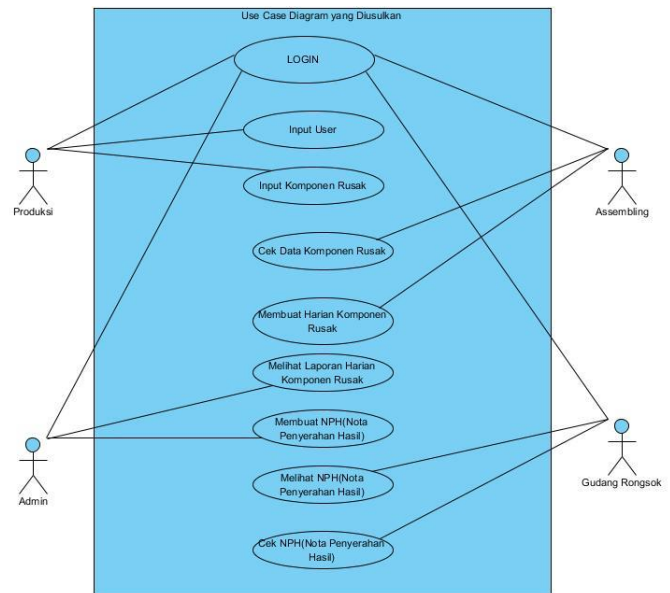 Use Case Diagram yang Diusulkan
LOGIN
Input User
Input Komponen Rusak
Produksi
Assembling
Cek Data Komponen Rusak
Membuat Harian Komponen
Rusak
Melihat Laporan Harian
Komponen Rusak
Membuat NPH(Nota
Penyerahan Hasil)
Melihat NPH(Nota
Penyerahan Hasil)
Admin
Gudang Rongsok
Cek NPH(Nota Penyerahan
Hasil)